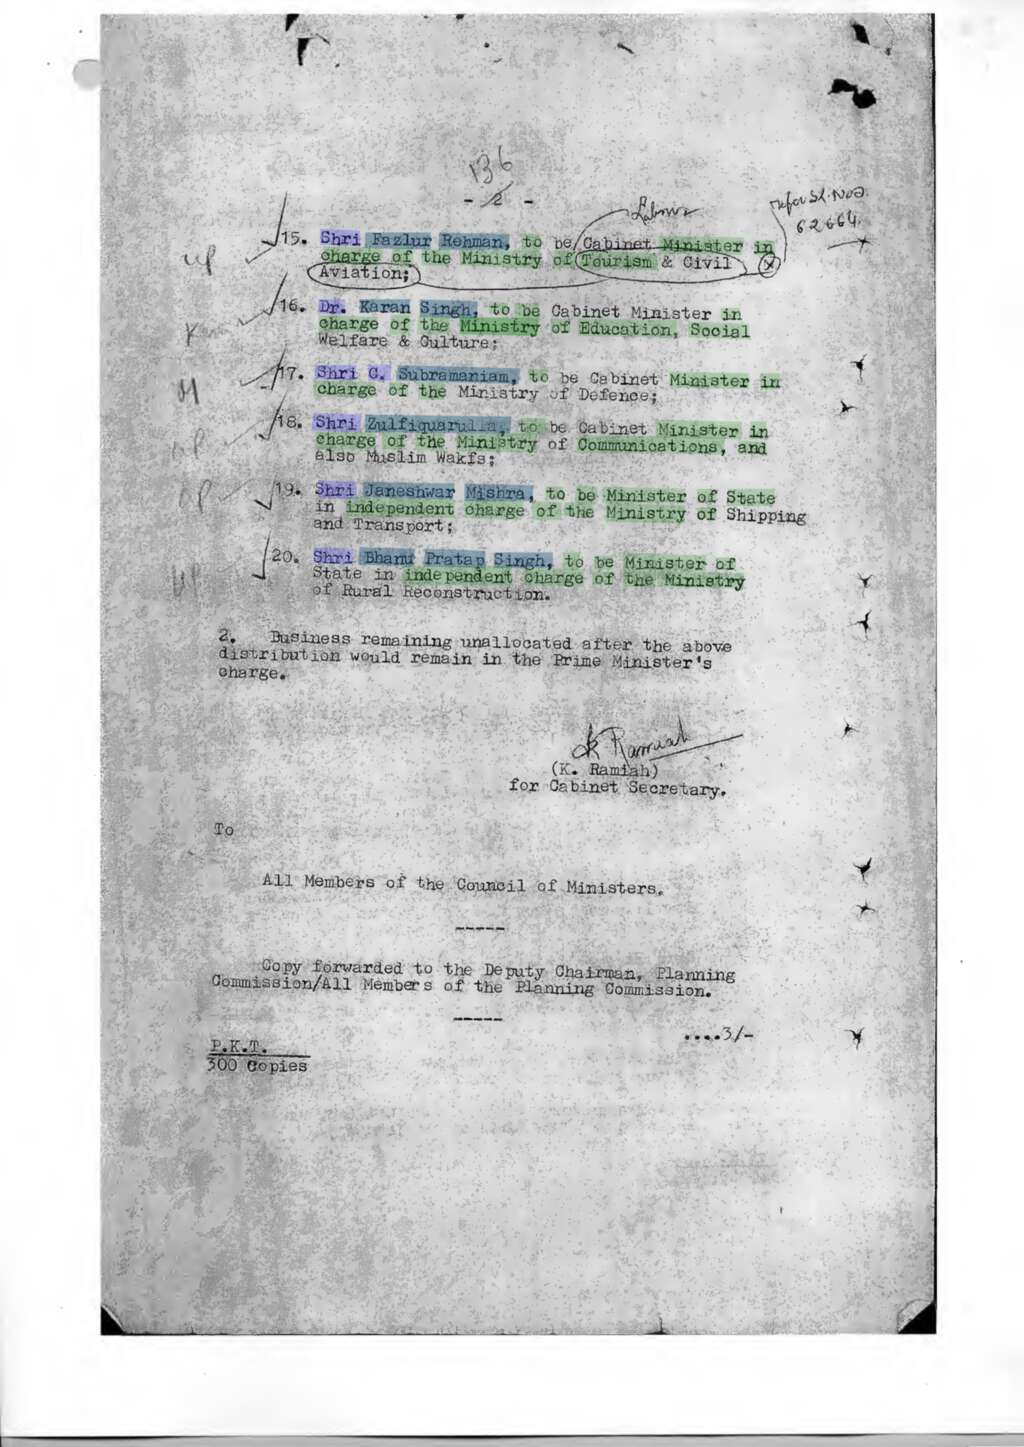 136
- 2 -
Labour
refer Sl. Nos.
62 & 64.
15. Shri Fazlur Rehman, to be Cabinet Minister in
charge of the Ministry of Tourism & Civil
Aviation;
UP
16. Dr. Karan Singh, to be Cabinet Minister in
charge of the Ministry of Education, Social
Welfare & Culture;
17. Shri C. Subramaniam, to be Cabinet Minister in
charge of the Ministry of Defence;
18. Shri Zulfiquarulla, to be Cabinet Minister in
charge of the Ministry of Communications, and
also Muslim Wakfs;
19. Shri Janeshwar Mishra, to be Minister of State
in independent charge of the Ministry of Shipping
and Transport;
20. Shri Bhanu Pratap Singh, to be Minister of
State in independent charge of the Ministry
of Rural Reconstruction.
UP
2. Business remaining unallocated after the above
distribution would remain in the Prime Minister's
charge.
K Ramiah
(K. Ramiah)
for Cabinet Secretary.
To
All Members of the Council of Ministers.
-----
Copy forwarded to the Deputy Chairman, Planning
Commission/All Members of the Planning Commission.
-----
....3/-
P.K.T.
300 Copies